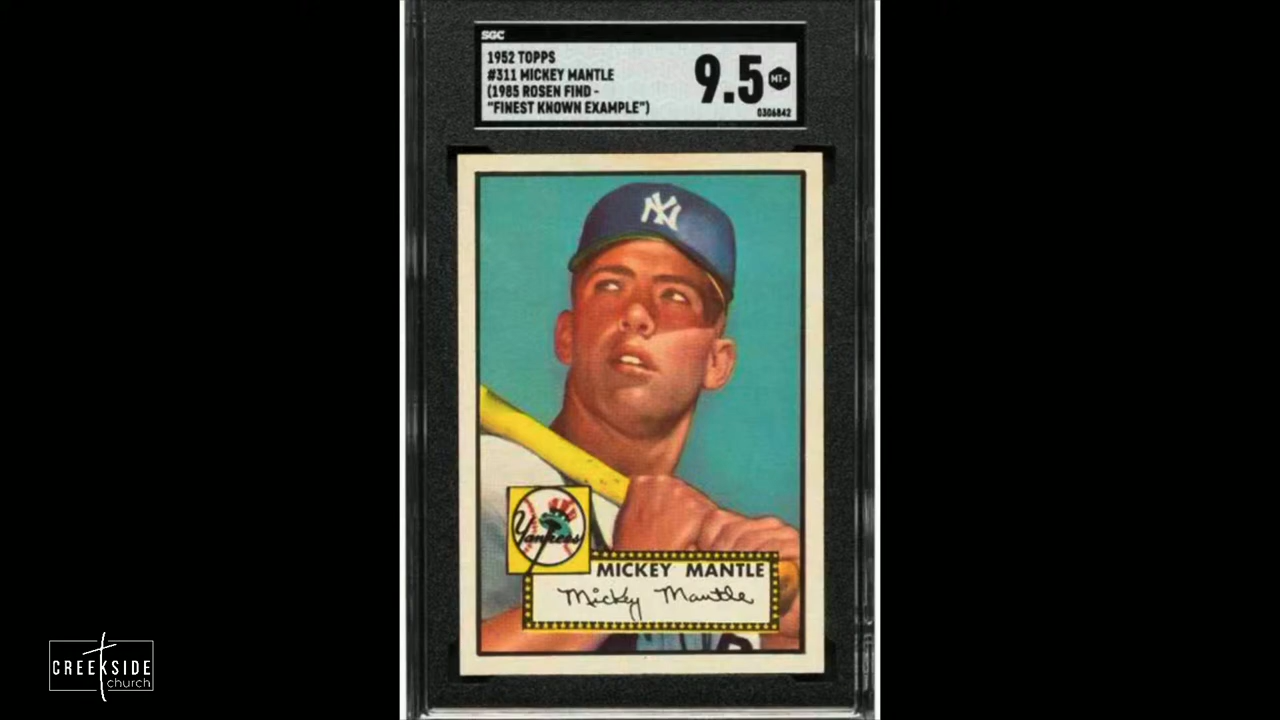 SGC
1952 TOPPS
#311 MICKEY MANTLE
(1985 ROSEN FIND -
"FINEST KNOWN EXAMPLE")
9.5 MT+
0306842
NY
Yankees
MICKEY MANTLE
Mickey Mantle
CREEKSIDE
church